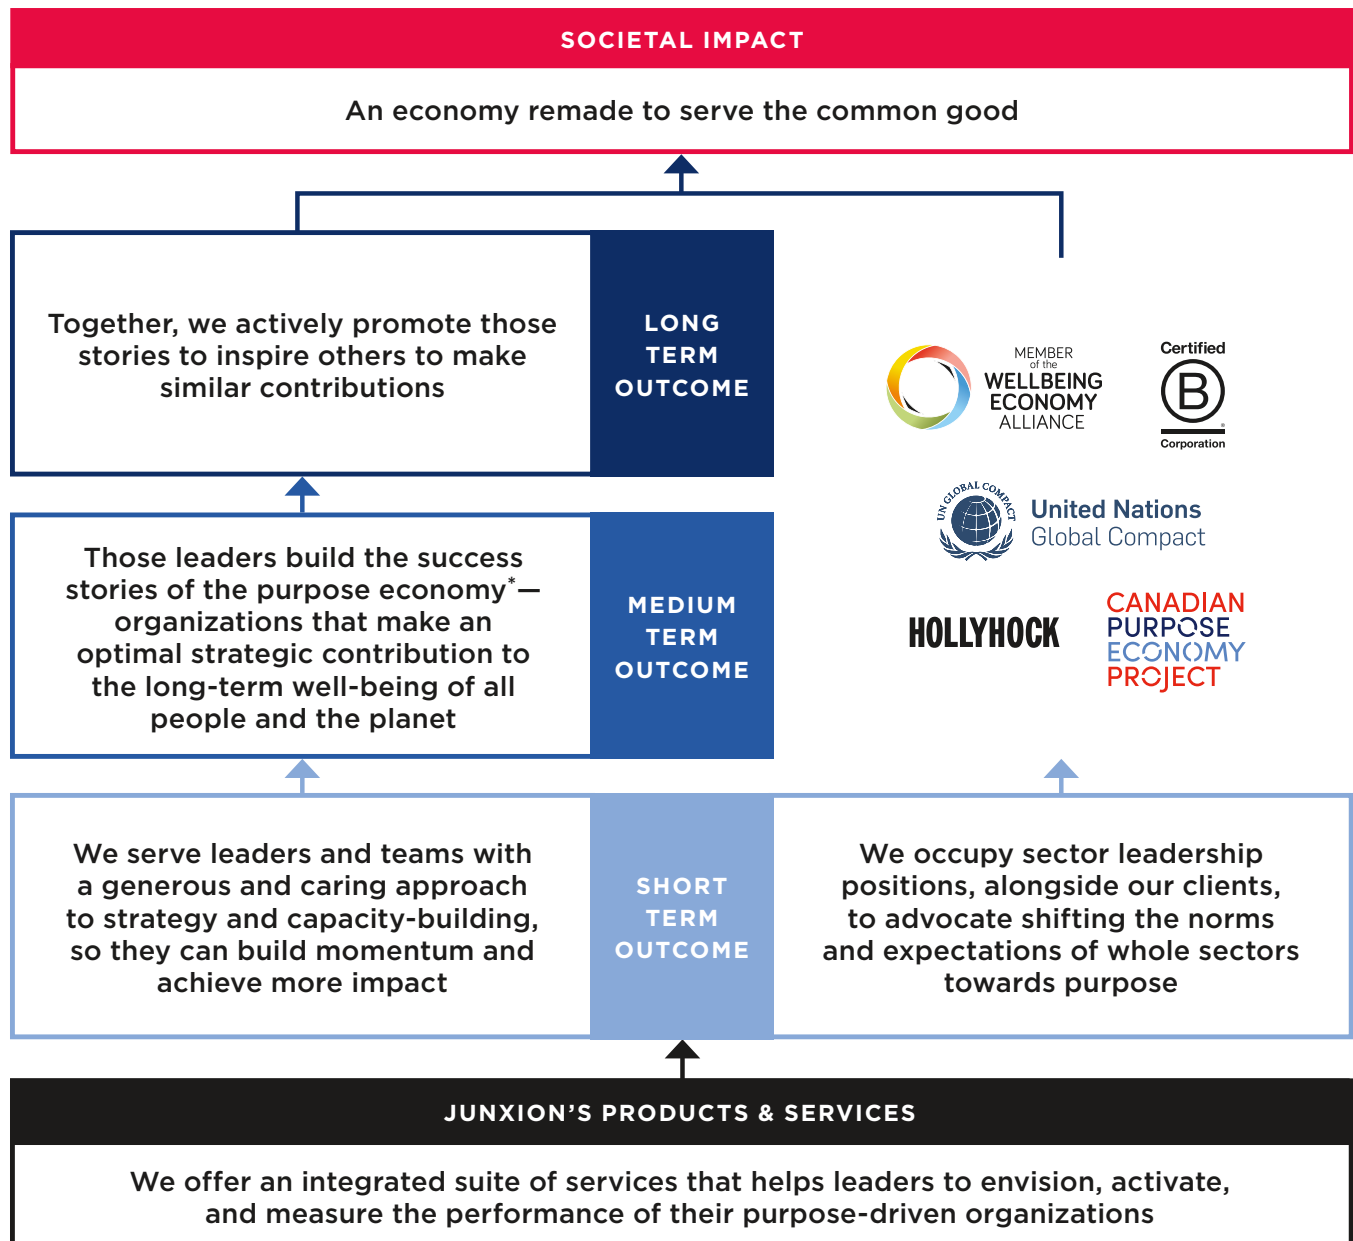 SOCIETAL IMPACT
An economy remade to serve the common good
Together, we actively promote those
stories to inspire others to make
similar contributions
LONG
TERM
OUTCOME
MEMBER
of the
WELLBEING
ECONOMY
ALLIANCE
Certified
B
®
Corporation
UN GLOBAL COMPACT
United Nations
Global Compact
HOLLYHOCK
CANADIAN
PURPOSE
ECONOMY
PROJECT
Those leaders build the success
stories of the purpose economy*—
organizations that make an
optimal strategic contribution to
the long-term well-being of all
people and the planet
MEDIUM
TERM
OUTCOME
We serve leaders and teams with
a generous and caring approach
to strategy and capacity-building,
so they can build momentum and
achieve more impact
SHORT
TERM
OUTCOME
We occupy sector leadership
positions, alongside our clients,
to advocate shifting the norms
and expectations of whole sectors
towards purpose
JUNXION'S PRODUCTS & SERVICES
We offer an integrated suite of services that helps leaders to envision, activate,
and measure the performance of their purpose-driven organizations